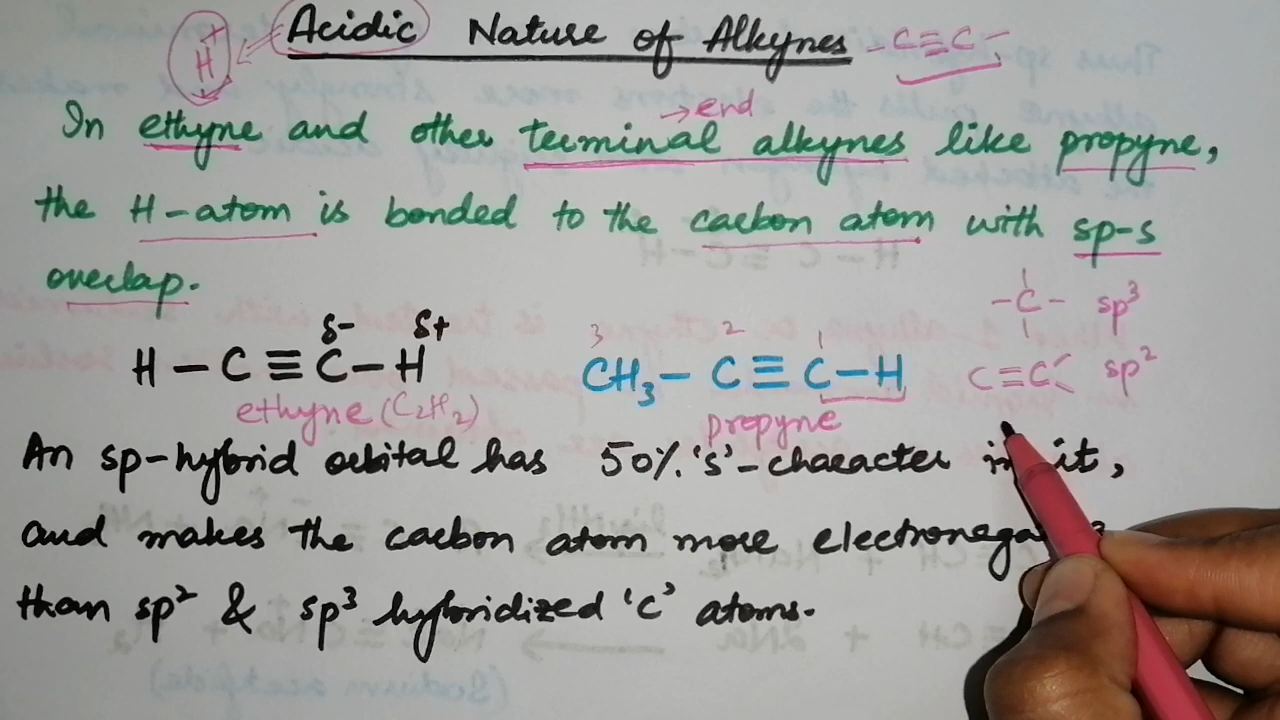 Acidic Nature of Alkynes -C≡C-
H+
→ end
In ethyne and other terminal alkynes like propyne,
the H-atom is bonded to the carbon atom with sp-s
overlap.
-C- sp³
δ- δ+
3 2 1
H-C≡C-H CH₃-C≡C-H C=C sp²
ethyne (C₂H₂) propyne
An sp-hybrid orbital has 50% 's'-character in it,
and makes the carbon atom more
than sp² & sp³ hybridized 'C' atoms.